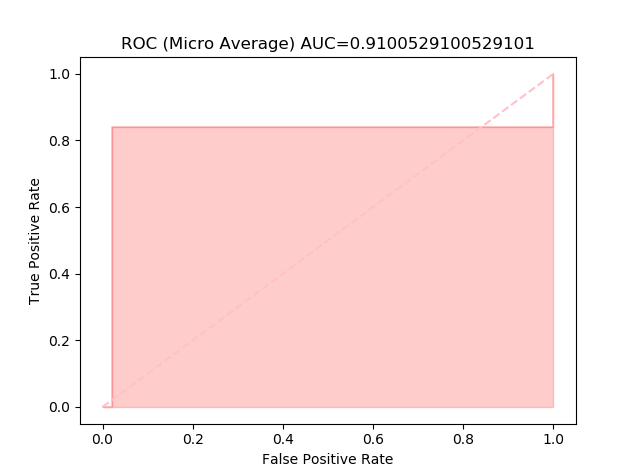 ROC (Micro Average) AUC=0.9100529100529101
1.0
0.8
0.6
0.4
0.2
0.0
True Positive Rate
0.0 0.2 0.4 0.6 0.8 1.0
False Positive Rate